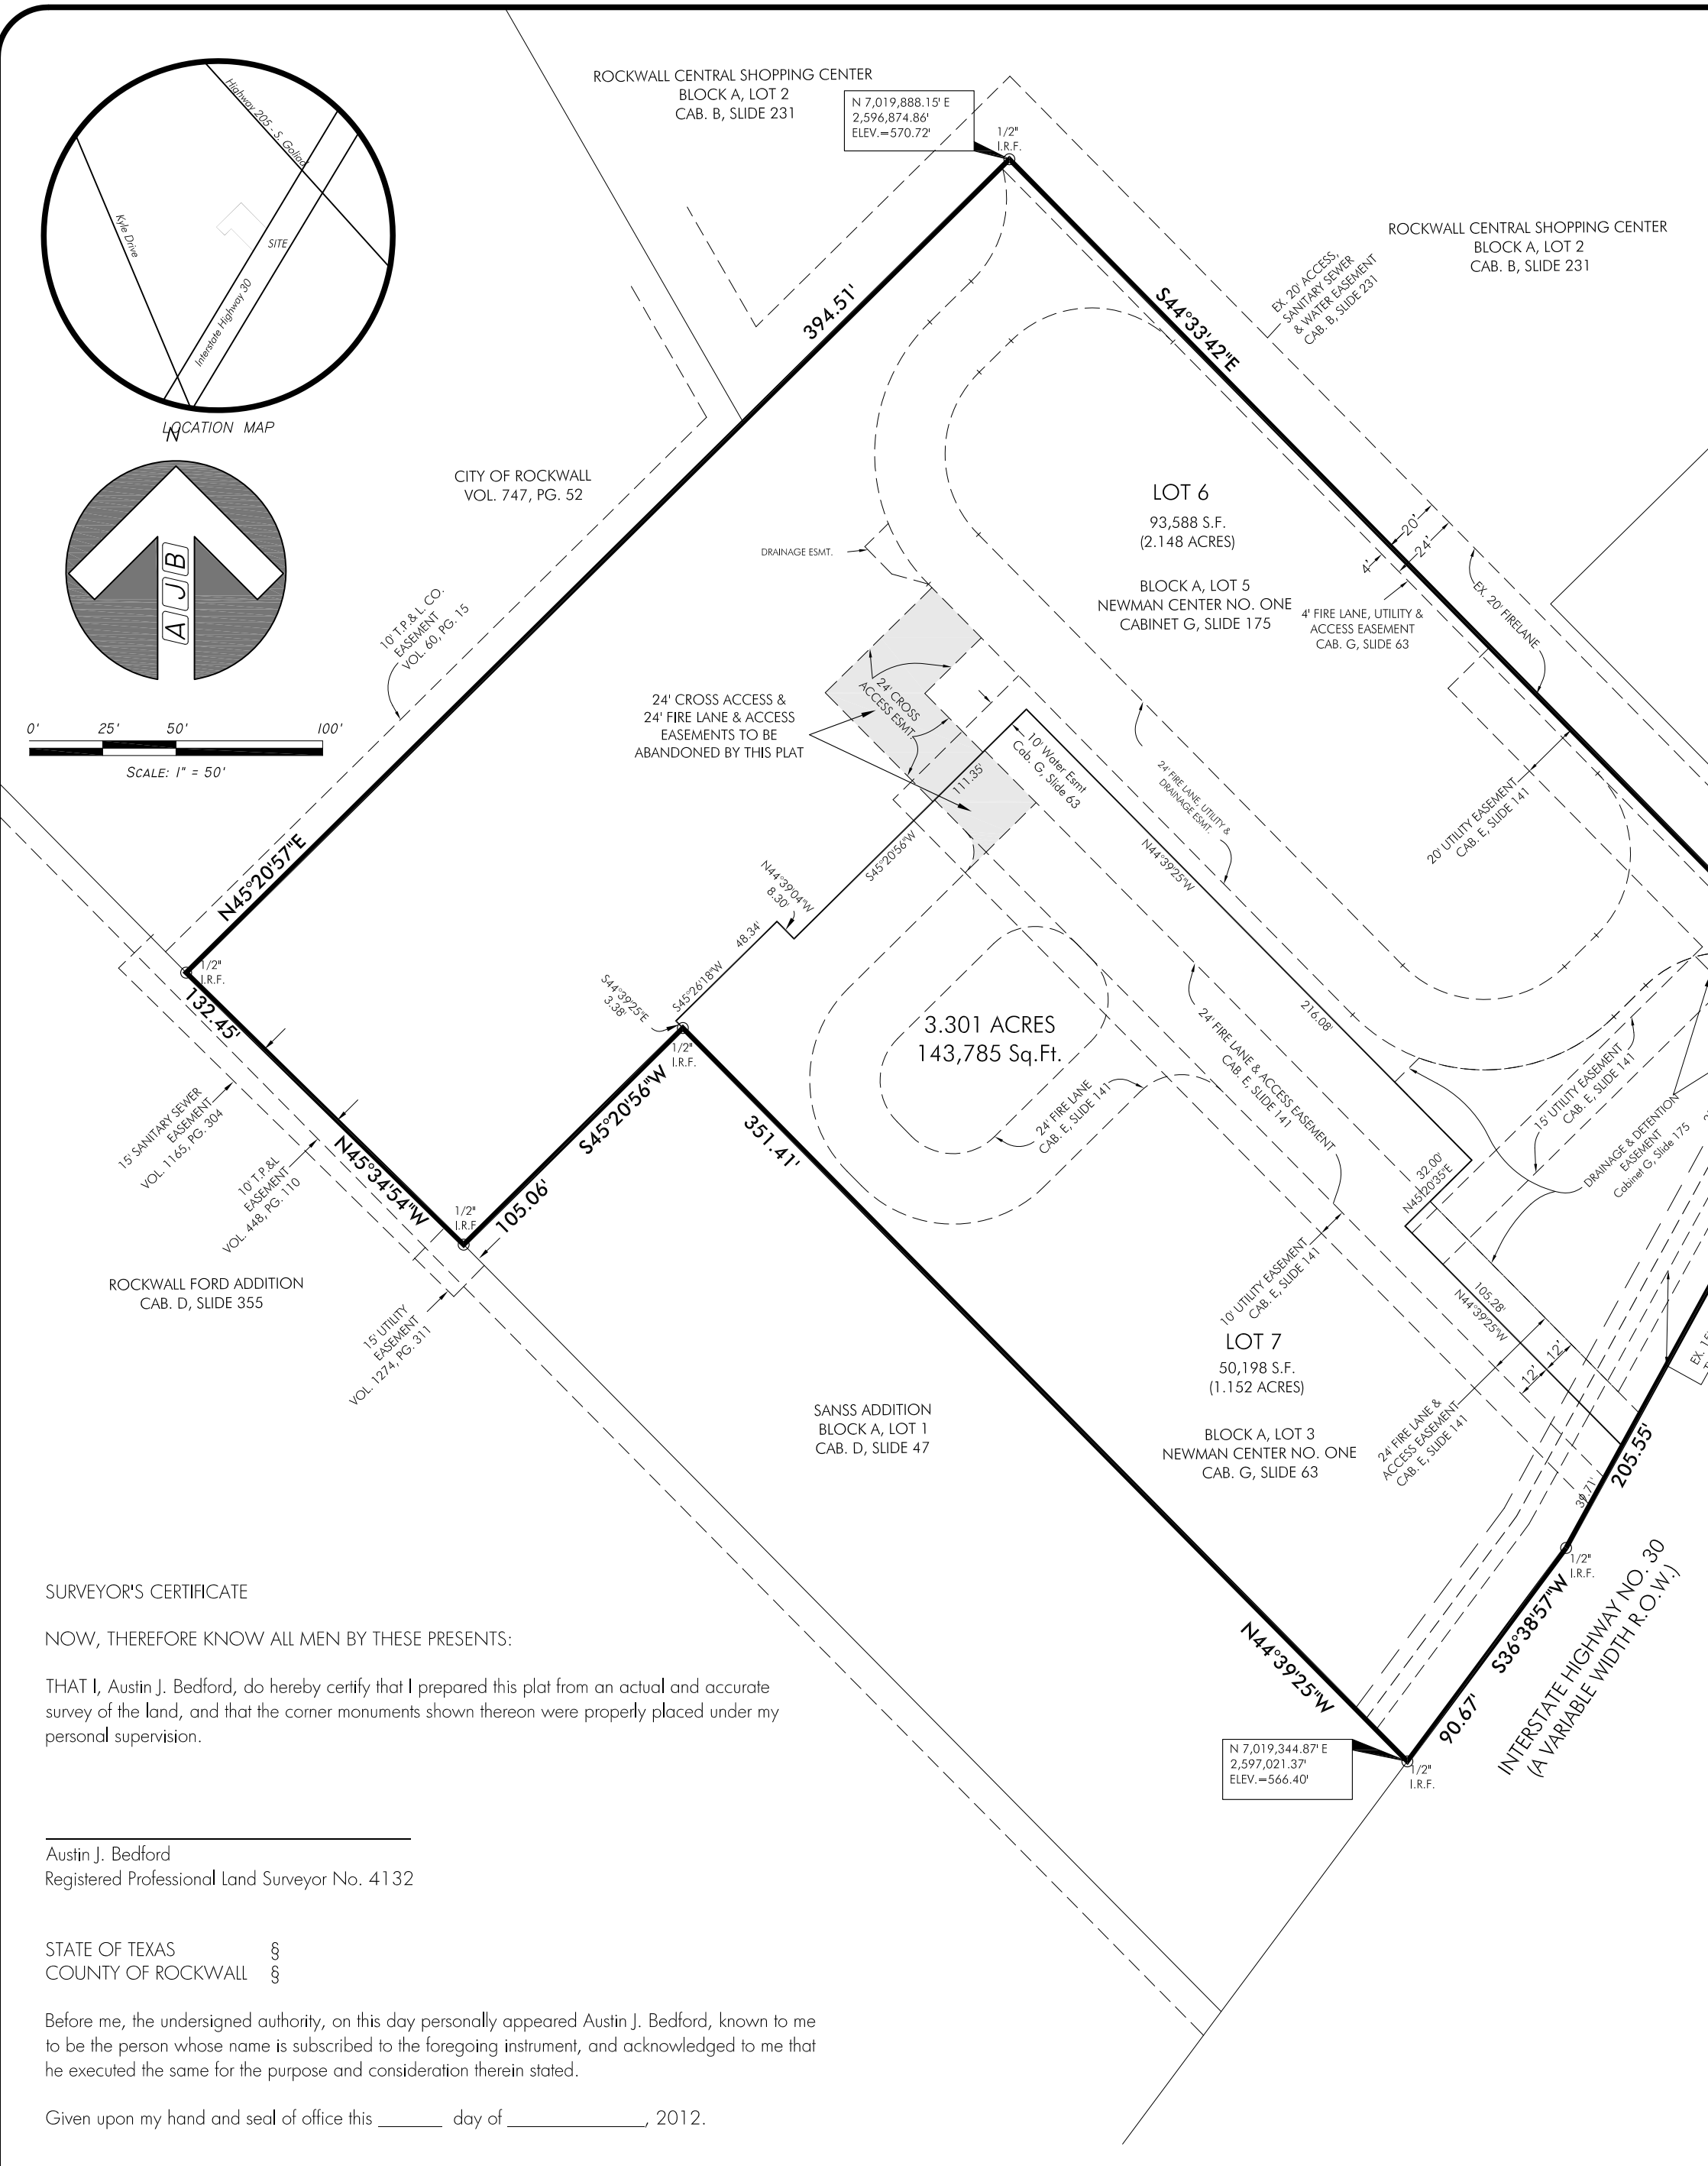 ROCKWALL CENTRAL SHOPPING CENTER
BLOCK A, LOT 2
CAB. B, SLIDE 231
N 7,019,888.15' E
2,596,874.86'
ELEV.=570.72'
1/2"
I.R.F.
Highway 205 - S. Goliad
Kyle Drive
SITE
Interstate Highway 30
LOCATION MAP
N
A J B
0' 25' 50' 100'
SCALE: 1" = 50'
ROCKWALL CENTRAL SHOPPING CENTER
BLOCK A, LOT 2
CAB. B, SLIDE 231
EX. 20' ACCESS,
SANITARY SEWER
& WATER EASEMENT
CAB. B, SLIDE 231
394.51'
S44°33'42"E
CITY OF ROCKWALL
VOL. 747, PG. 52
LOT 6
93,588 S.F.
(2.148 ACRES)
BLOCK A, LOT 5
NEWMAN CENTER NO. ONE
CABINET G, SLIDE 175
20'
24'
4'
4' FIRE LANE, UTILITY &
ACCESS EASEMENT
CAB. G, SLIDE 63
EX. 20' FIRELANE
DRAINAGE ESMT.
10' T.P.& L. CO.
EASEMENT
VOL. 60, PG. 15
24' CROSS ACCESS &
24' FIRE LANE & ACCESS
EASEMENTS TO BE
ABANDONED BY THIS PLAT
24' CROSS
ACCESS ESMT.
10' Water Esmt
Cab. G, Slide 63
111.35'
24' FIRE LANE, UTILITY &
DRAINAGE ESMT.
20' UTILITY EASEMENT
CAB. E, SLIDE 141
N45°20'57"E
N44°39'04"W
8.30'
S45°20'56"W
N44°39'25"W
48.34'
S45°26'18"W
S44°39'25"E
3.38'
1/2"
I.R.F.
132.45'
1/2"
I.R.F.
3.301 ACRES
143,785 Sq.Ft.
216.08'
24' FIRE LANE & ACCESS EASEMENT
CAB. E, SLIDE 141
24' FIRE LANE
CAB. E, SLIDE 141
15' UTILITY EASEMENT
CAB. E, SLIDE 141
DRAINAGE & DETENTION
EASEMENT
Cabinet G, Slide 175
32.00'
N45°20'35"E
15' SANITARY SEWER
EASEMENT
VOL. 1165, PG. 304
N45°34'54"W
10' T.P.&L
EASEMENT
VOL. 448, PG. 110
S45°20'56"W
105.06'
351.41'
1/2"
I.R.F.
ROCKWALL FORD ADDITION
CAB. D, SLIDE 355
15' UTILITY
EASEMENT
VOL. 1274, PG. 311
10' UTILITY EASEMENT
CAB. E, SLIDE 141
105.28'
N44°39'25"W
12'
12'
EX. 15'
LOT 7
50,198 S.F.
(1.152 ACRES)
BLOCK A, LOT 3
NEWMAN CENTER NO. ONE
CAB. G, SLIDE 63
24' FIRE LANE &
ACCESS EASEMENT
CAB. E, SLIDE 141
SANSS ADDITION
BLOCK A, LOT 1
CAB. D, SLIDE 47
205.55'
39.71'
1/2"
I.R.F.
S36°38'57"W
90.67'
INTERSTATE HIGHWAY NO. 30
(A VARIABLE WIDTH R.O.W.)
N44°39'25"W
N 7,019,344.87' E
2,597,021.37'
ELEV.=566.40'
1/2"
I.R.F.
SURVEYOR'S CERTIFICATE
NOW, THEREFORE KNOW ALL MEN BY THESE PRESENTS:
THAT I, Austin J. Bedford, do hereby certify that I prepared this plat from an actual and accurate
survey of the land, and that the corner monuments shown thereon were properly placed under my
personal supervision.
Austin J. Bedford
Registered Professional Land Surveyor No. 4132
STATE OF TEXAS §
COUNTY OF ROCKWALL §
Before me, the undersigned authority, on this day personally appeared Austin J. Bedford, known to me
to be the person whose name is subscribed to the foregoing instrument, and acknowledged to me that
he executed the same for the purpose and consideration therein stated.
Given upon my hand and seal of office this ______ day of _____________, 2012.